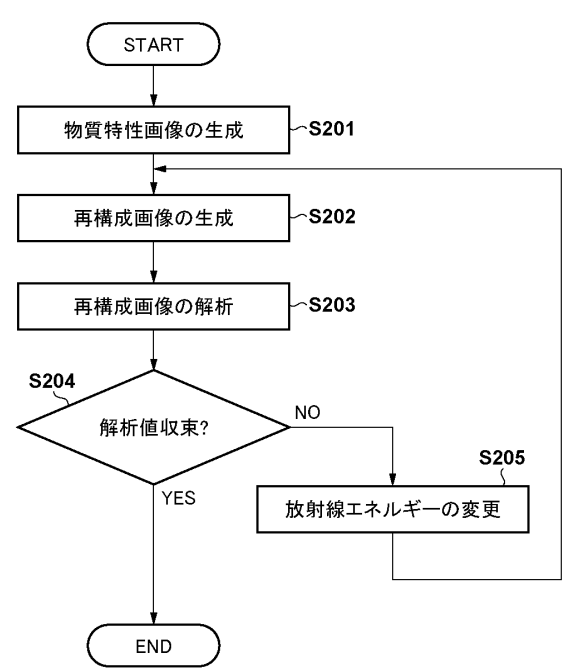 START
物質特性画像の生成
S201
再構成画像の生成
S202
再構成画像の解析
S203
S204
解析値収束?
NO
YES
S205
放射線エネルギーの変更
END